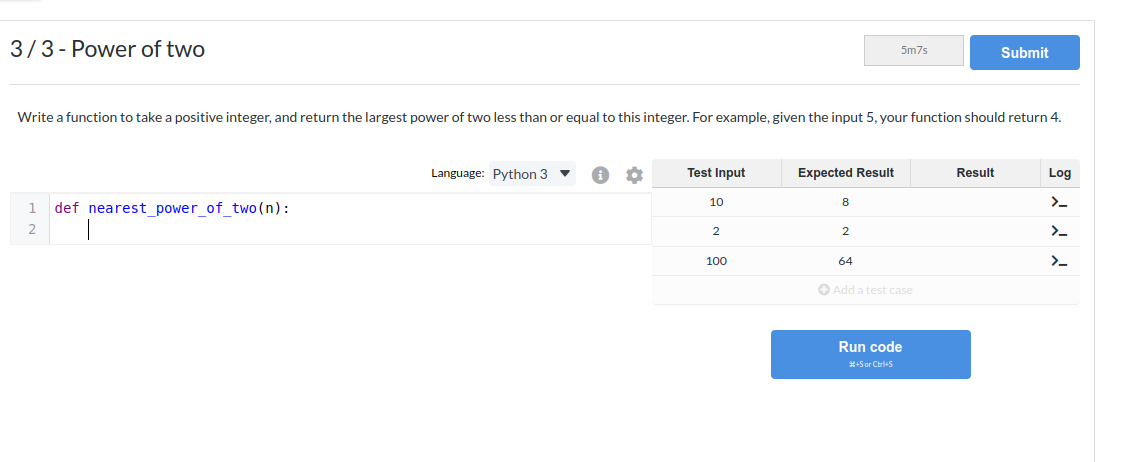 3 / 3 - Power of two
5m7s
Submit
Write a function to take a positive integer, and return the largest power of two less than or equal to this integer. For example, given the input 5, your function should return 4.
Language: Python 3
1 def nearest_power_of_two(n):
2
Test Input Expected Result Result Log
10 8 >_
2 2 >_
100 64 >_
Add a test case
Run code
⌘+S or Ctrl+S